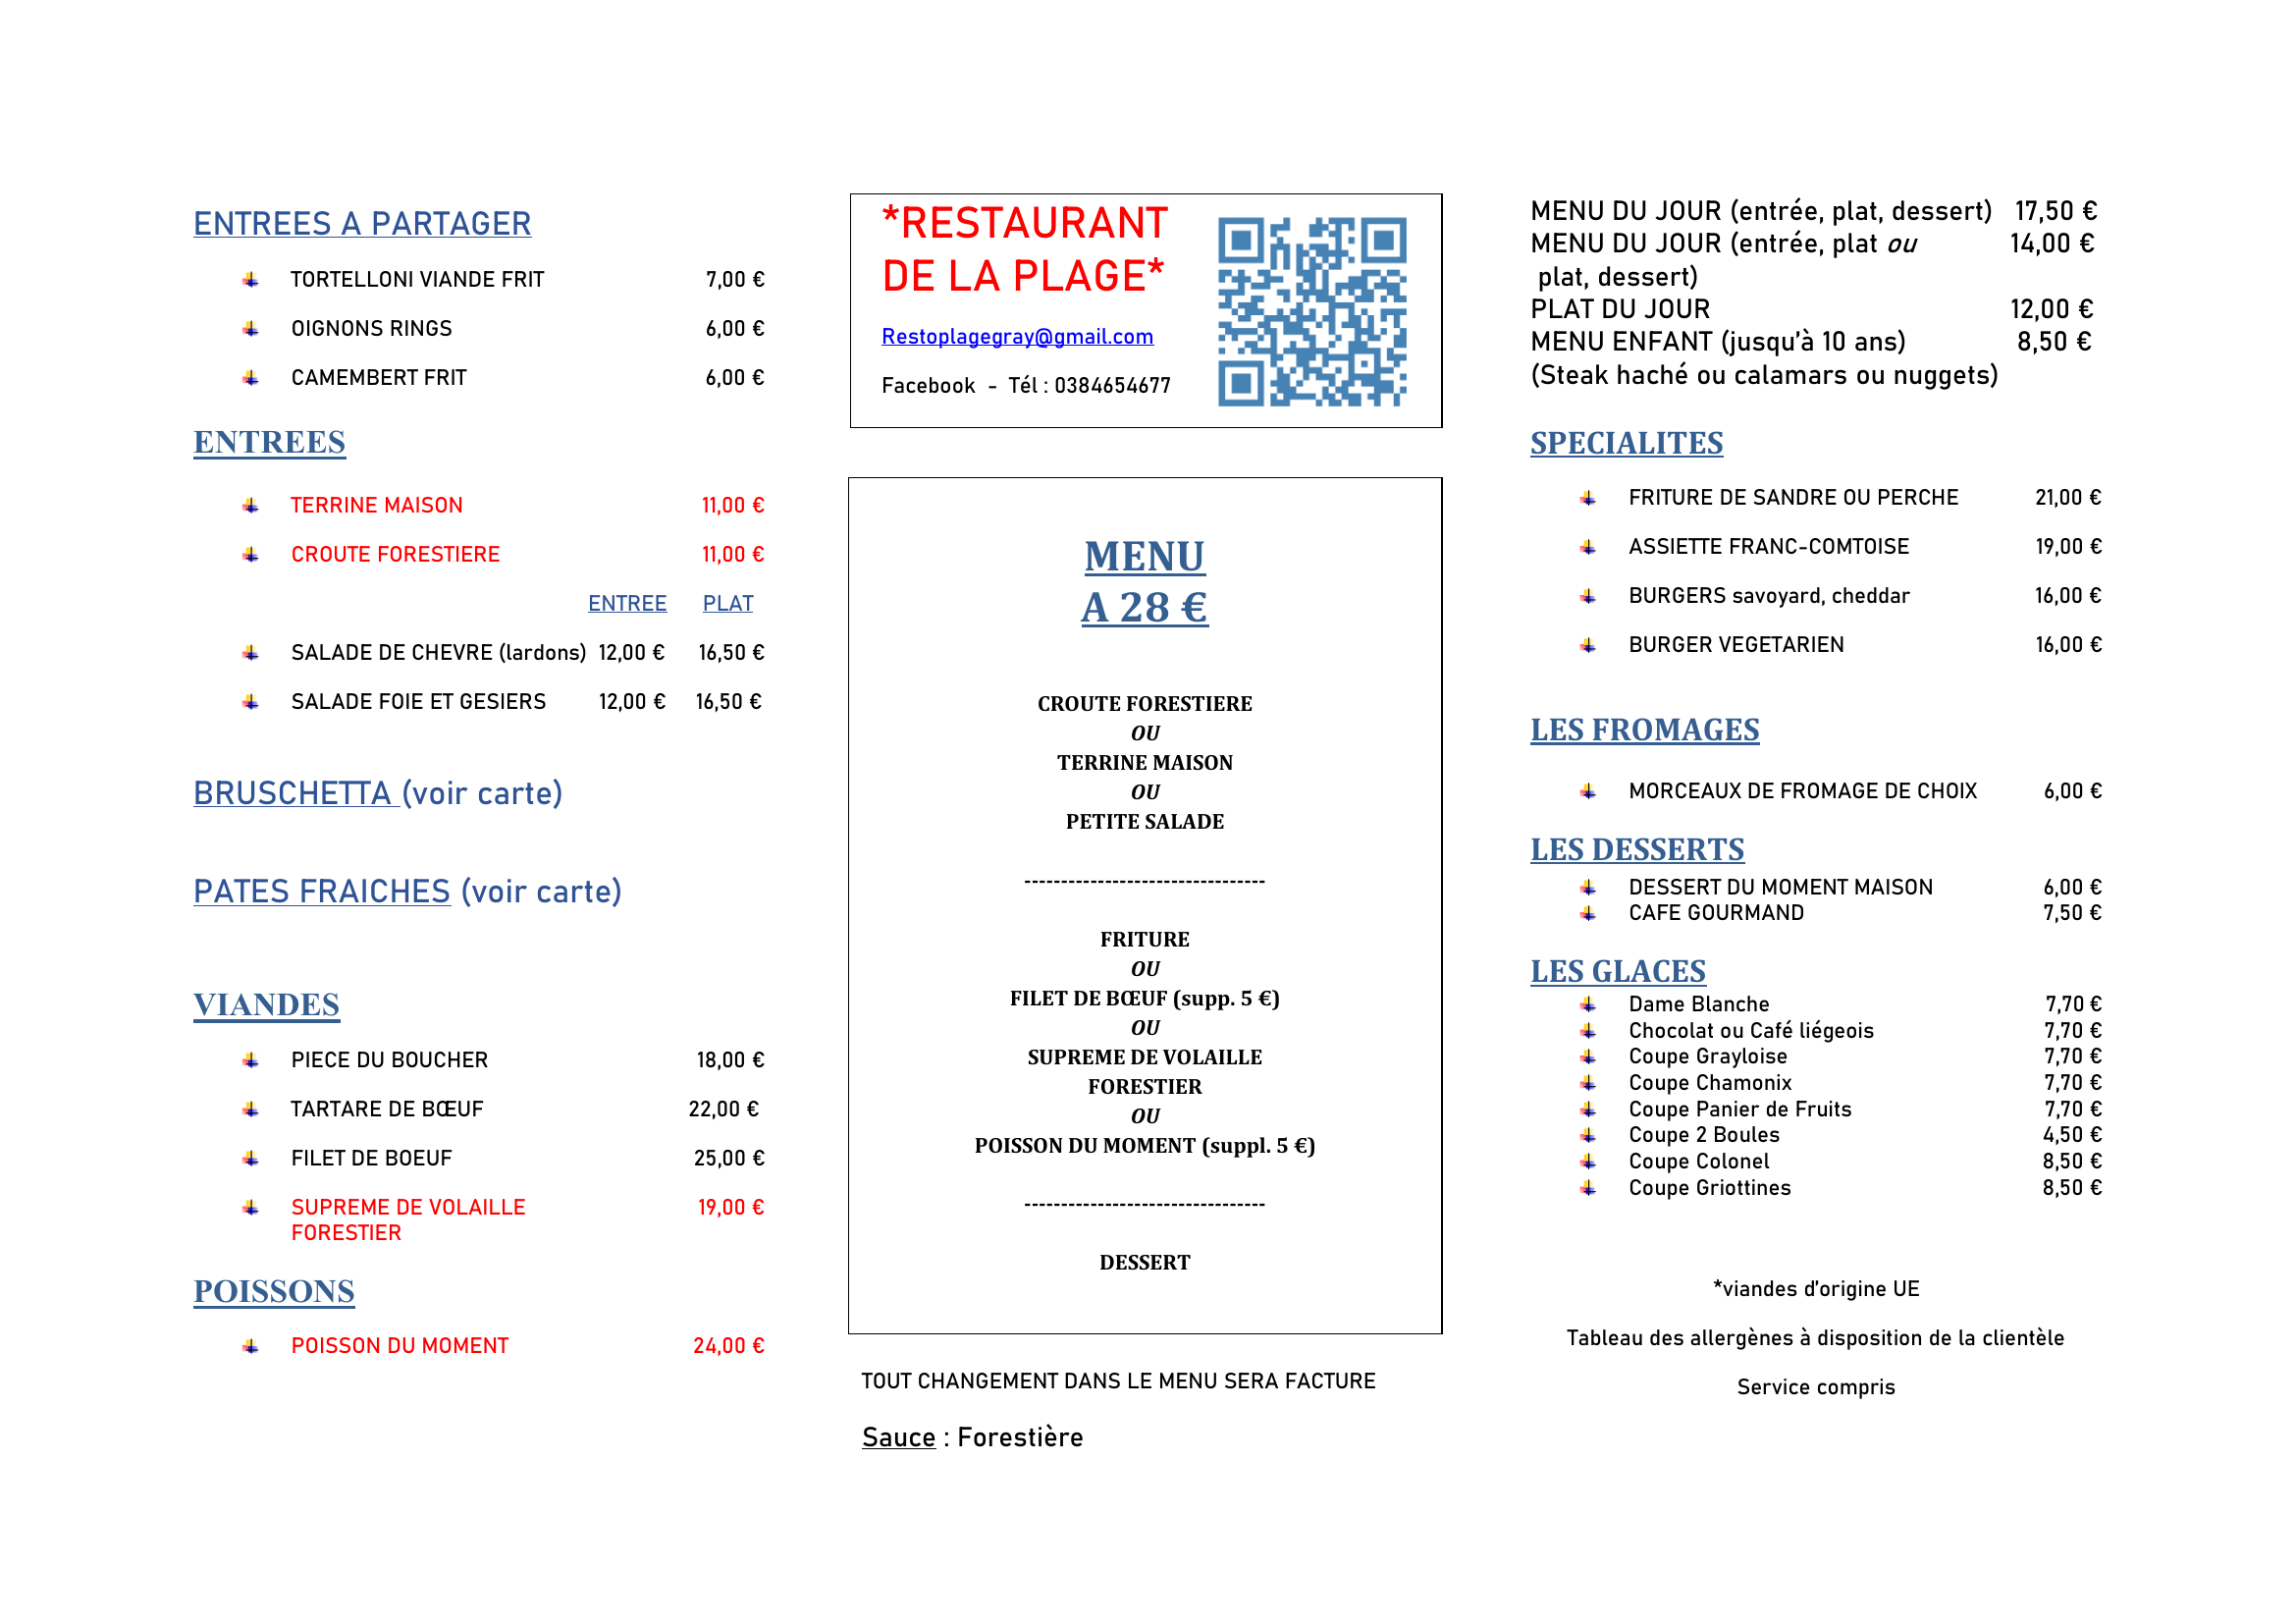 ENTREES A PARTAGER
TORTELLONI VIANDE FRIT 7,00 €
OIGNONS RINGS 6,00 €
CAMEMBERT FRIT 6,00 €
ENTREES
TERRINE MAISON 11,00 €
CROUTE FORESTIERE 11,00 €
ENTREE PLAT
SALADE DE CHEVRE (lardons) 12,00 € 16,50 €
SALADE FOIE ET GESIERS 12,00 € 16,50 €
BRUSCHETTA (voir carte)
PATES FRAICHES (voir carte)
VIANDES
PIECE DU BOUCHER 18,00 €
TARTARE DE BŒUF 22,00 €
FILET DE BOEUF 25,00 €
SUPREME DE VOLAILLE 19,00 €
FORESTIER
POISSONS
POISSON DU MOMENT 24,00 €
*RESTAURANT
DE LA PLAGE*
Restoplagegray@gmail.com
Facebook - Tél : 0384654677
MENU
A 28 €
CROUTE FORESTIERE
OU
TERRINE MAISON
OU
PETITE SALADE
---------------------------------
FRITURE
OU
FILET DE BŒUF (supp. 5 €)
OU
SUPREME DE VOLAILLE
FORESTIER
OU
POISSON DU MOMENT (suppl. 5 €)
---------------------------------
DESSERT
TOUT CHANGEMENT DANS LE MENU SERA FACTURE
Sauce : Forestière
MENU DU JOUR (entrée, plat, dessert) 17,50 €
MENU DU JOUR (entrée, plat ou 14,00 €
plat, dessert)
PLAT DU JOUR 12,00 €
MENU ENFANT (jusqu’à 10 ans) 8,50 €
(Steak haché ou calamars ou nuggets)
SPECIALITES
FRITURE DE SANDRE OU PERCHE 21,00 €
ASSIETTE FRANC-COMTOISE 19,00 €
BURGERS savoyard, cheddar 16,00 €
BURGER VEGETARIEN 16,00 €
LES FROMAGES
MORCEAUX DE FROMAGE DE CHOIX 6,00 €
LES DESSERTS
DESSERT DU MOMENT MAISON 6,00 €
CAFE GOURMAND 7,50 €
LES GLACES
Dame Blanche 7,70 €
Chocolat ou Café liégeois 7,70 €
Coupe Grayloise 7,70 €
Coupe Chamonix 7,70 €
Coupe Panier de Fruits 7,70 €
Coupe 2 Boules 4,50 €
Coupe Colonel 8,50 €
Coupe Griottines 8,50 €
*viandes d’origine UE
Tableau des allergènes à disposition de la clientèle
Service compris